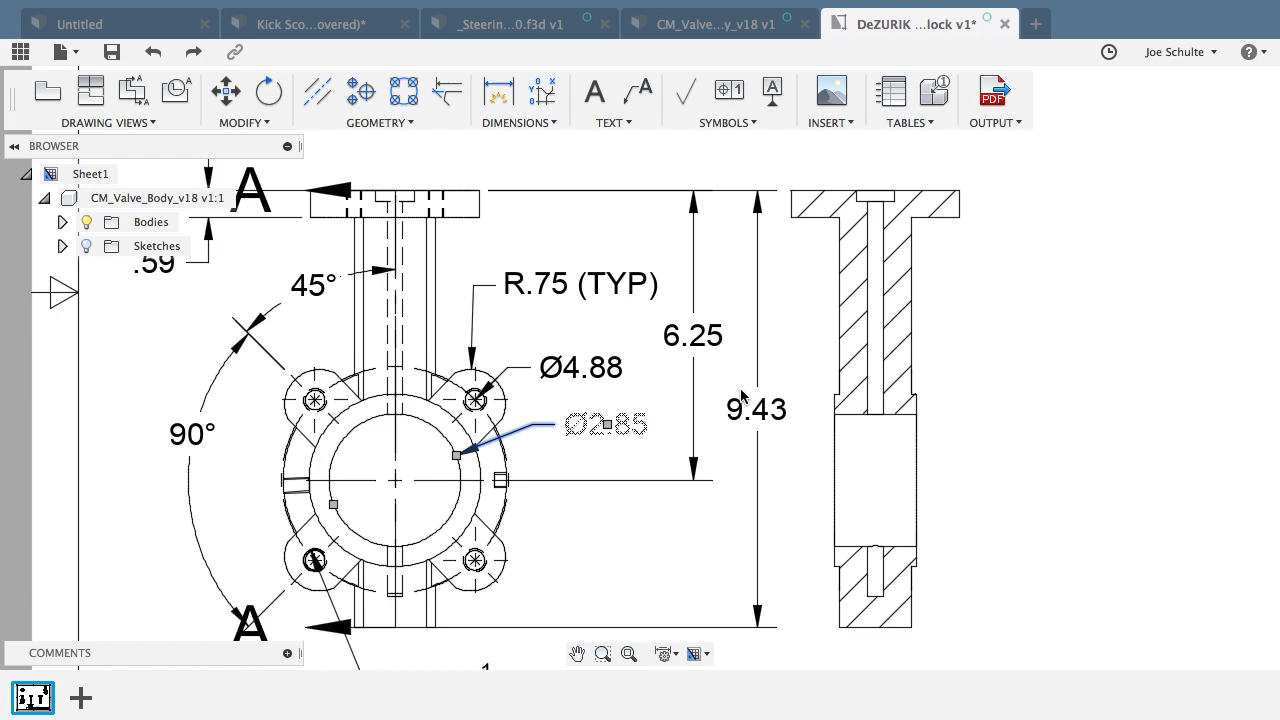 Untitled
Kick Sco...overed)*
_Steerin...0.f3d v1
CM_Valve...y_v18 v1
DeZURIK ...lock v1*
Joe Schulte
DRAWING VIEWS
MODIFY
GEOMETRY
DIMENSIONS
TEXT
SYMBOLS
INSERT
TABLES
OUTPUT
PDF
BROWSER
Sheet1
CM_Valve_Body_v18 v1:1
Bodies
Sketches
A
.59
45°
R.75 (TYP)
6.25
Ø4.88
9.43
Ø2.85
90°
A
COMMENTS